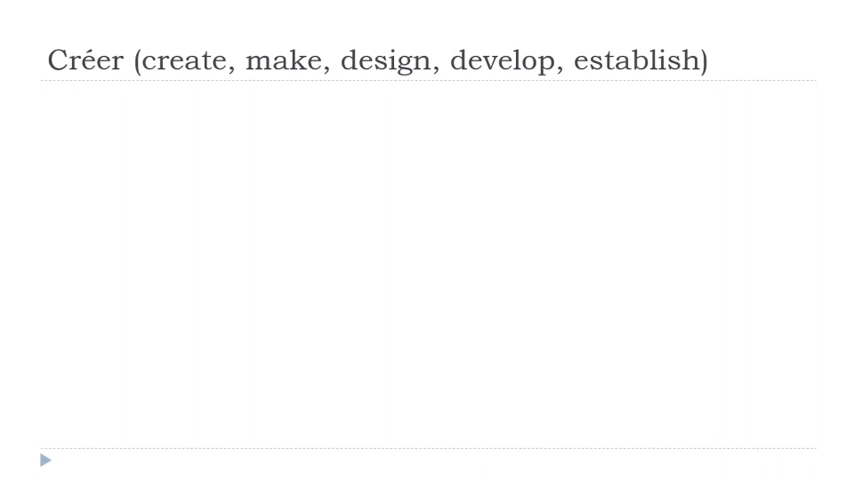 Créer (create, make, design, develop, establish)